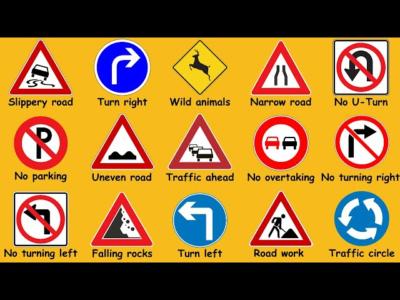 Slippery road
Turn right
Wild animals
Narrow road
No U-Turn
P
No parking
Uneven road
Traffic ahead
No overtaking
No turning right
No turning left
Falling rocks
Turn left
Road work
Traffic circle